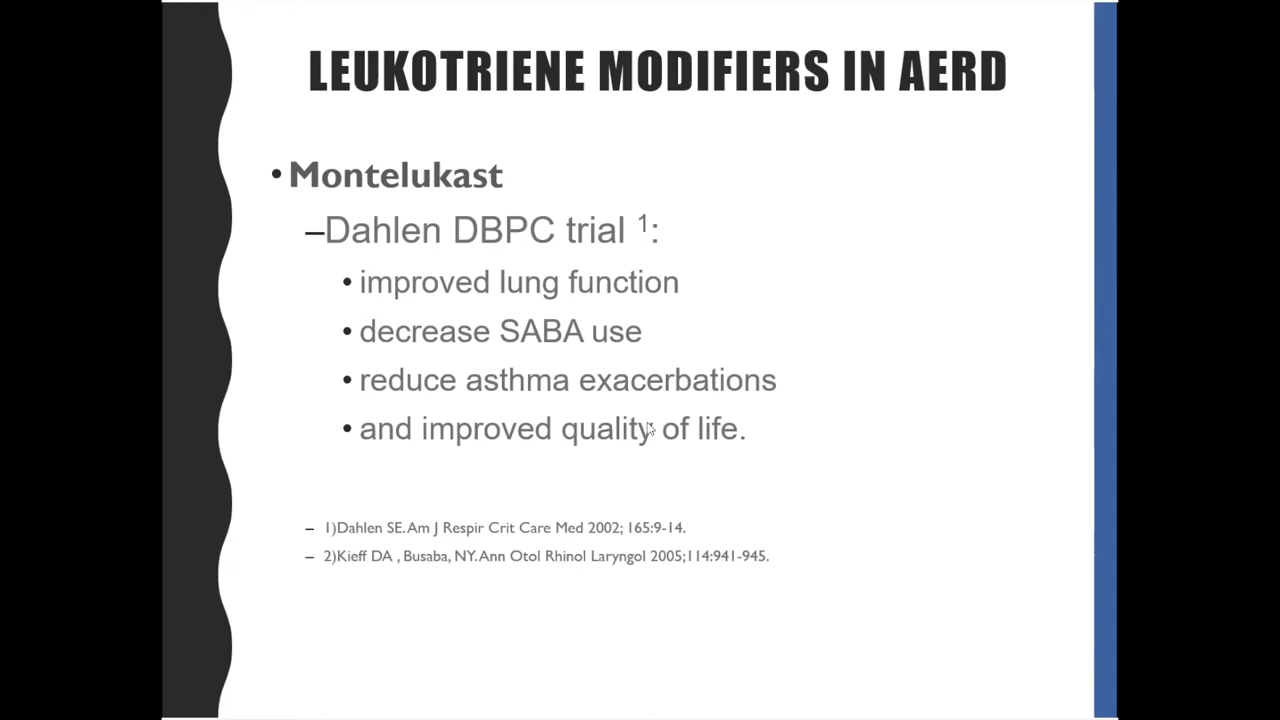 LEUKOTRIENE MODIFIERS IN AERD
• Montelukast
–Dahlen DBPC trial ¹:
• improved lung function
• decrease SABA use
• reduce asthma exacerbations
• and improved quality of life.
– 1)Dahlen SE.Am J Respir Crit Care Med 2002; 165:9-14.
– 2)Kieff DA , Busaba, NY.Ann Otol Rhinol Laryngol 2005;114:941-945.